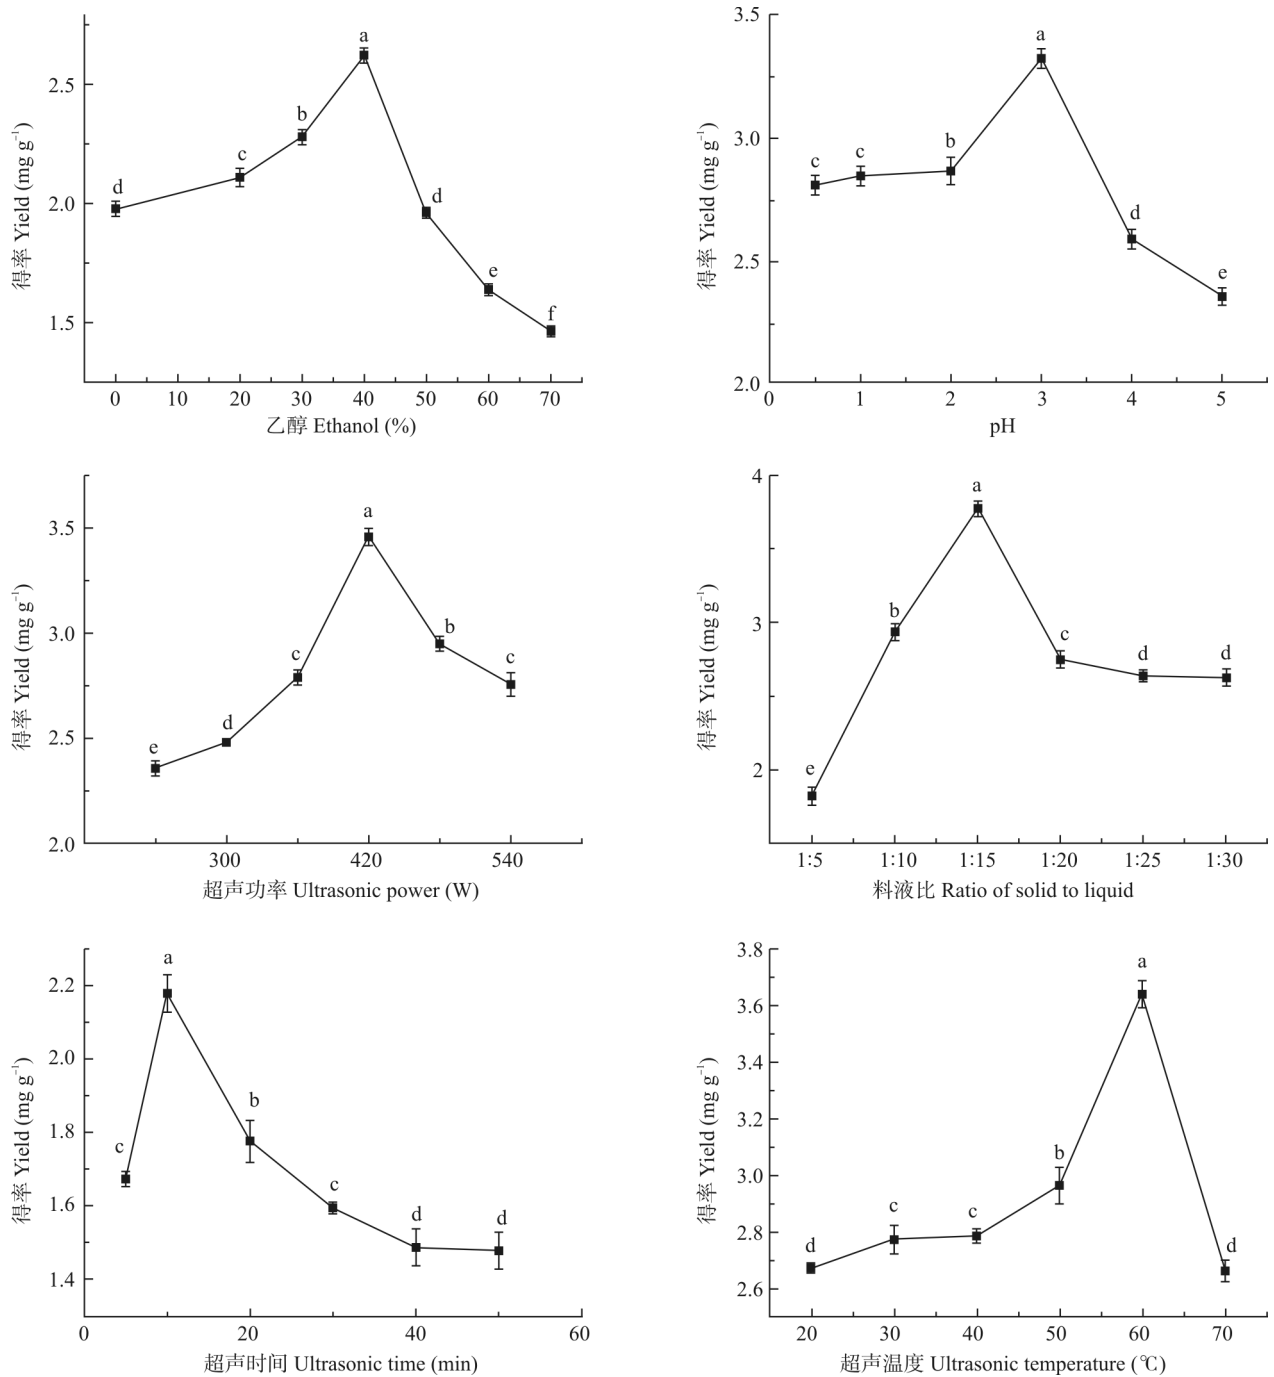 a
b
c
d
d
e
f
2.5
2.0
1.5
得率 Yield (mg g⁻¹)
0 10 20 30 40 50 60 70
乙醇 Ethanol (%)
a
b
c
c
d
e
3.5
3.0
2.5
2.0
得率 Yield (mg g⁻¹)
0 1 2 3 4 5
pH
a
b
c
c
d
e
3.5
3.0
2.5
2.0
得率 Yield (mg g⁻¹)
300 420 540
超声功率 Ultrasonic power (W)
a
b
c
d
d
e
4
3
2
得率 Yield (mg g⁻¹)
1:5 1:10 1:15 1:20 1:25 1:30
料液比 Ratio of solid to liquid
a
b
c
c
d
d
2.2
2.0
1.8
1.6
1.4
得率 Yield (mg g⁻¹)
0 20 40 60
超声时间 Ultrasonic time (min)
a
b
c
c
d
d
3.8
3.6
3.4
3.2
3.0
2.8
2.6
得率 Yield (mg g⁻¹)
20 30 40 50 60 70
超声温度 Ultrasonic temperature (℃)